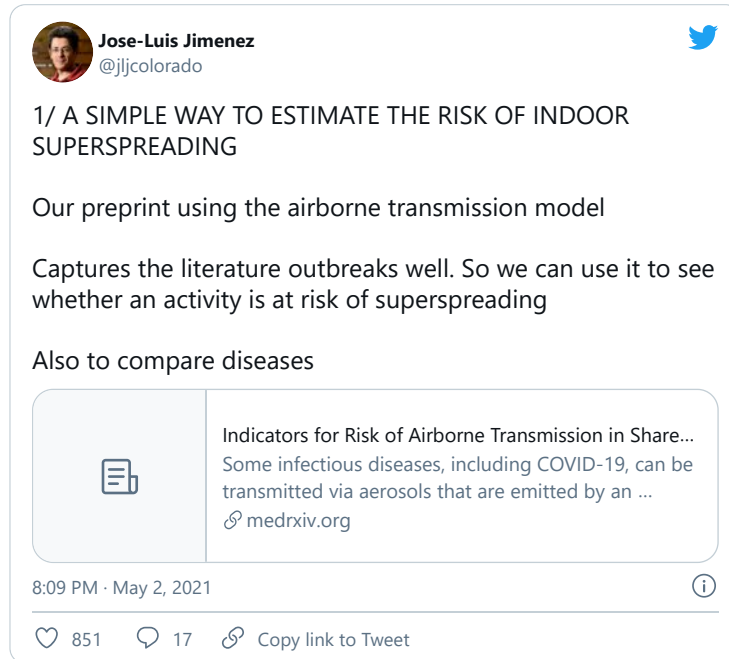 Jose-Luis Jimenez
@jljcolorado
1/ A SIMPLE WAY TO ESTIMATE THE RISK OF INDOOR
SUPERSPREADING
Our preprint using the airborne transmission model
Captures the literature outbreaks well. So we can use it to see
whether an activity is at risk of superspreading
Also to compare diseases
Indicators for Risk of Airborne Transmission in Share...
Some infectious diseases, including COVID-19, can be
transmitted via aerosols that are emitted by an ...
medrxiv.org
8:09 PM · May 2, 2021
851 17 Copy link to Tweet